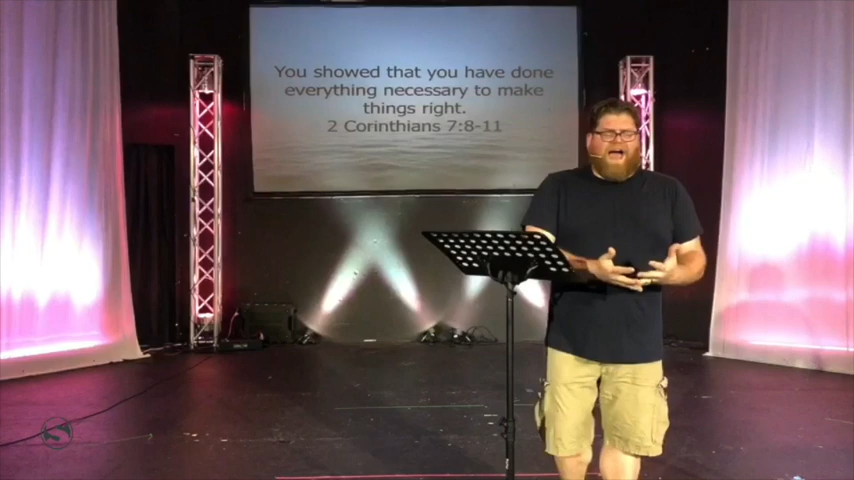 You showed that you have done
everything necessary to make
things right.
2 Corinthians 7:8-11